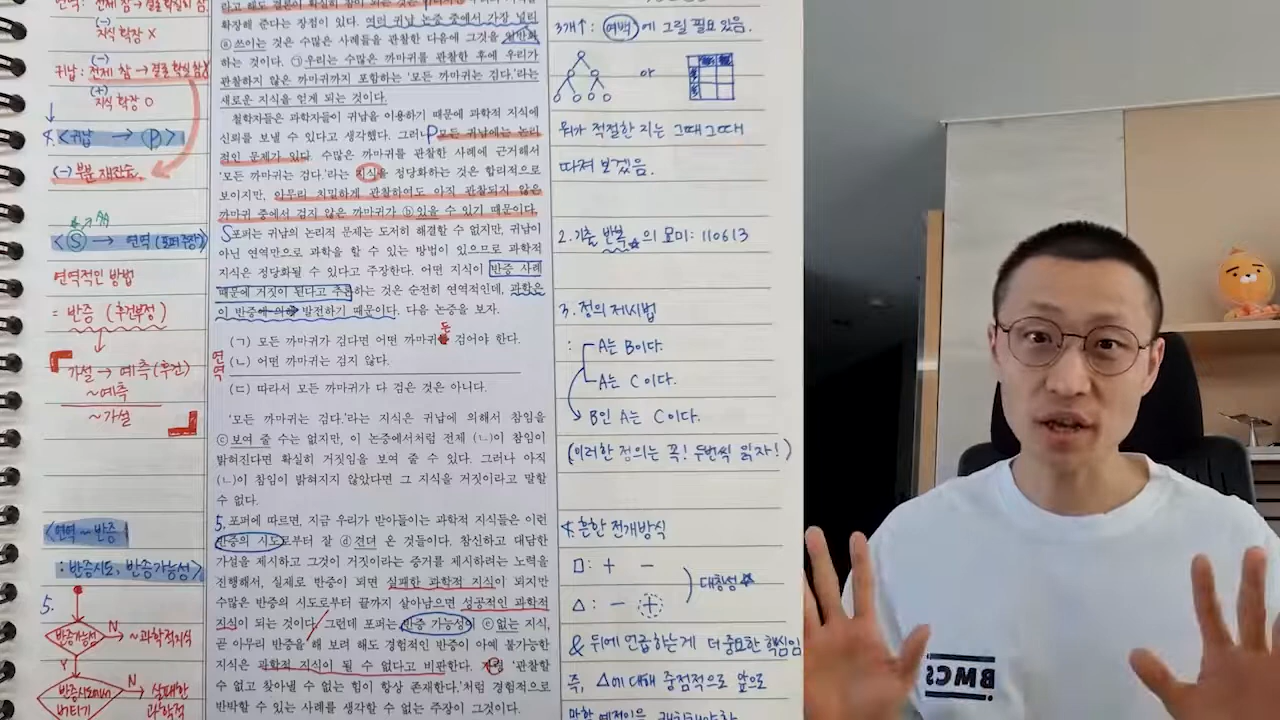 연역: 전제 참→결론 확실히 참
(-)
지식 확장 X
(-)
귀납: 전제 참→결론 확실 참X
(+)
지식 확장 O
4.<귀납 → P>
(-) 부분 재진술
<S → 연역 (포퍼 주장)>
연역적인 방법
= 반증 (후건부정)
가설 → 예측(후건)
~예측
~가설
<연역 ~ 반증
: 반증시도, 반증가능성>
5.
반증가능성
N
~과학적지식
Y
반증시도에서
버티기
N
실패한
과학적
라고 해도 결론이 확실히 참이 되는 것은
확장해 준다는 장점이 있다. 여러 귀납 논증 중에서 가장 널리
ⓐ 쓰이는 것은 수많은 사례들을 관찰한 다음에 그것을 일반화
하는 것이다. ㉠우리는 수많은 까마귀를 관찰한 후에 우리가
관찰하지 않은 까마귀까지 포함하는 '모든 까마귀는 검다.'라는
새로운 지식을 얻게 되는 것이다.
철학자들은 과학자들이 귀납을 이용하기 때문에 과학적 지식에
신뢰를 보낼 수 있다고 생각했다. 그러나 P모든 귀납에는 논리
적인 문제가 있다. 수많은 까마귀를 관찰한 사례에 근거해서
'모든 까마귀는 검다.'라는 지식을 정당화하는 것은 합리적으로
보이지만, 아무리 치밀하게 관찰하여도 아직 관찰되지 않은
까마귀 중에서 검지 않은 까마귀가 ⓑ 있을 수 있기 때문이다.
S포퍼는 귀납의 논리적 문제는 도저히 해결할 수 없지만, 귀납이
아닌 연역만으로 과학을 할 수 있는 방법이 있으므로 과학적
지식은 정당화될 수 있다고 주장한다. 어떤 지식이 반증 사례
때문에 거짓이 된다고 추론하는 것은 순전히 연역적인데, 과학은
이 반증에 의해 발전하기 때문이다. 다음 논증을 보자.
연역
(ㄱ) 모든 까마귀가 검다면 어떤 까마귀도 검어야 한다.
(ㄴ) 어떤 까마귀는 검지 않다.
(ㄷ) 따라서 모든 까마귀가 다 검은 것은 아니다.
'모든 까마귀는 검다.'라는 지식은 귀납에 의해서 참임을
ⓒ 보여 줄 수는 없지만, 이 논증에서처럼 전제 (ㄴ)이 참임이
밝혀진다면 확실히 거짓임을 보여 줄 수 있다. 그러나 아직
(ㄴ)이 참임이 밝혀지지 않았다면 그 지식을 거짓이라고 말할
수 없다.
5. 포퍼에 따르면, 지금 우리가 받아들이는 과학적 지식들은 이런
반증의 시도로부터 잘 ⓓ 견뎌 온 것들이다. 참신하고 대담한
가설을 제시하고 그것이 거짓이라는 증거를 제시하려는 노력을
진행해서, 실제로 반증이 되면 실패한 과학적 지식이 되지만
수많은 반증의 시도로부터 끝까지 살아남으면 성공적인 과학적
지식이 되는 것이다. 그런데 포퍼는 반증 가능성이 ⓔ 없는 지식,
곧 아무리 반증을 해 보려 해도 경험적인 반증이 아예 불가능한
지식은 과학적 지식이 될 수 없다고 비판한다. 가령 '관찰할
수 없고 찾아낼 수 없는 힘이 항상 존재한다.'처럼 경험적으로
반박할 수 있는 사례를 생각할 수 없는 주장이 그것이다.
3개↑: 여백에 그릴 필요 있음.
or
뭐가 적절한 지는 그때그때
따져 보겠음.
2. 기출 반복의 묘미: 110613
3. 정의 제시법
: A는 B이다.
A는 C이다.
B인 A는 C이다.
(이러한 정의는 꼭! 두번씩 읽자!)
4. 흔한 전개방식
□: + -
대칭성
△: - +
& 뒤에 언급하는게 더 중요한 핵심임
즉, △에 대해 중점적으로 앞으로
BMCS